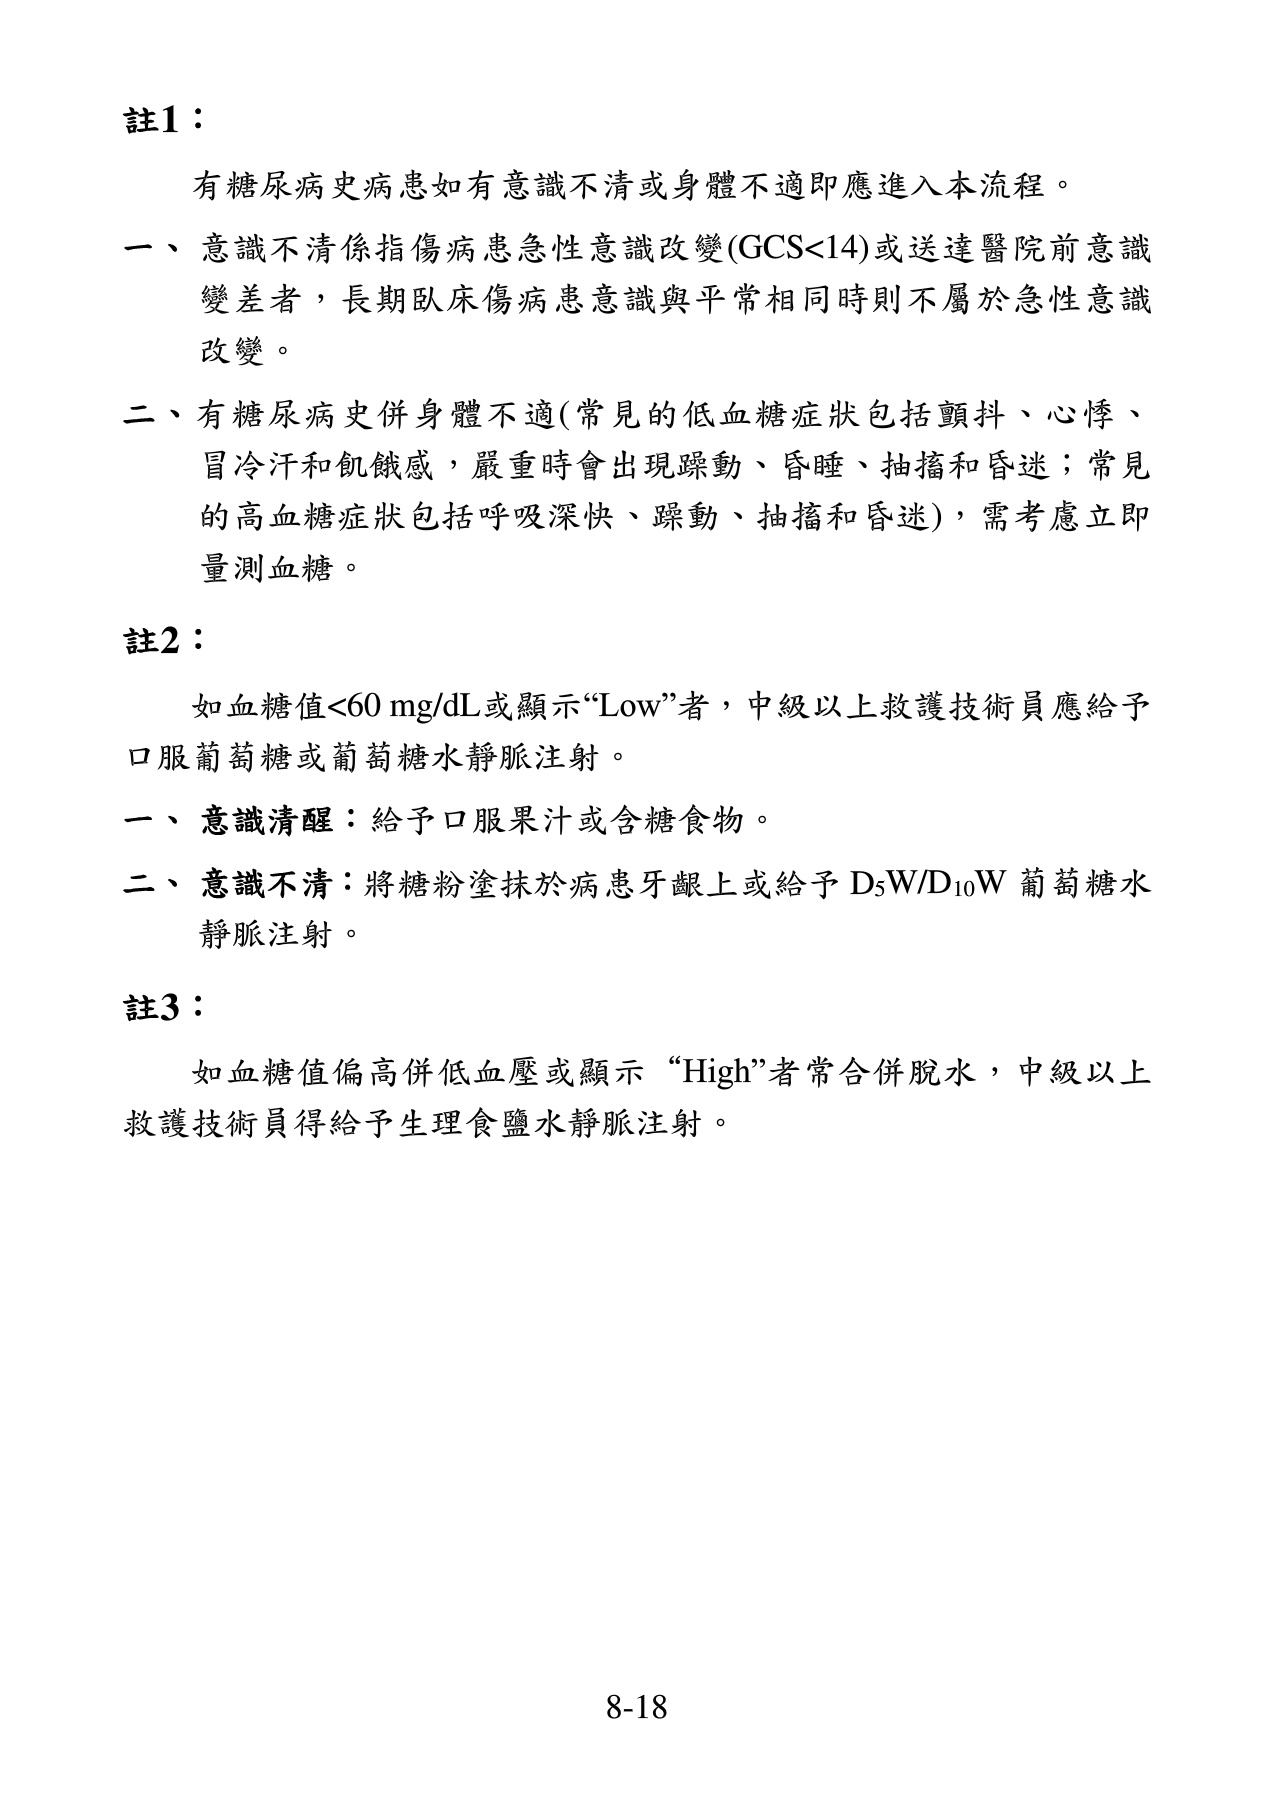 註1：
有糖尿病史病患如有意識不清或身體不適即應進入本流程。
一、 意識不清係指傷病患急性意識改變(GCS<14)或送達醫院前意識
變差者，長期臥床傷病患意識與平常相同時則不屬於急性意識
改變。
二、有糖尿病史併身體不適(常見的低血糖症狀包括顫抖、心悸、
冒冷汗和飢餓感，嚴重時會出現躁動、昏睡、抽搐和昏迷；常見
的高血糖症狀包括呼吸深快、躁動、抽搐和昏迷)，需考慮立即
量測血糖。
註2：
如血糖值<60 mg/dL或顯示“Low”者，中級以上救護技術員應給予
口服葡萄糖或葡萄糖水靜脈注射。
一、 意識清醒：給予口服果汁或含糖食物。
二、 意識不清：將糖粉塗抹於病患牙齦上或給予 D₅W/D₁₀W 葡萄糖水
靜脈注射。
註3：
如血糖值偏高併低血壓或顯示 “High”者常合併脫水，中級以上
救護技術員得給予生理食鹽水靜脈注射。
8-18